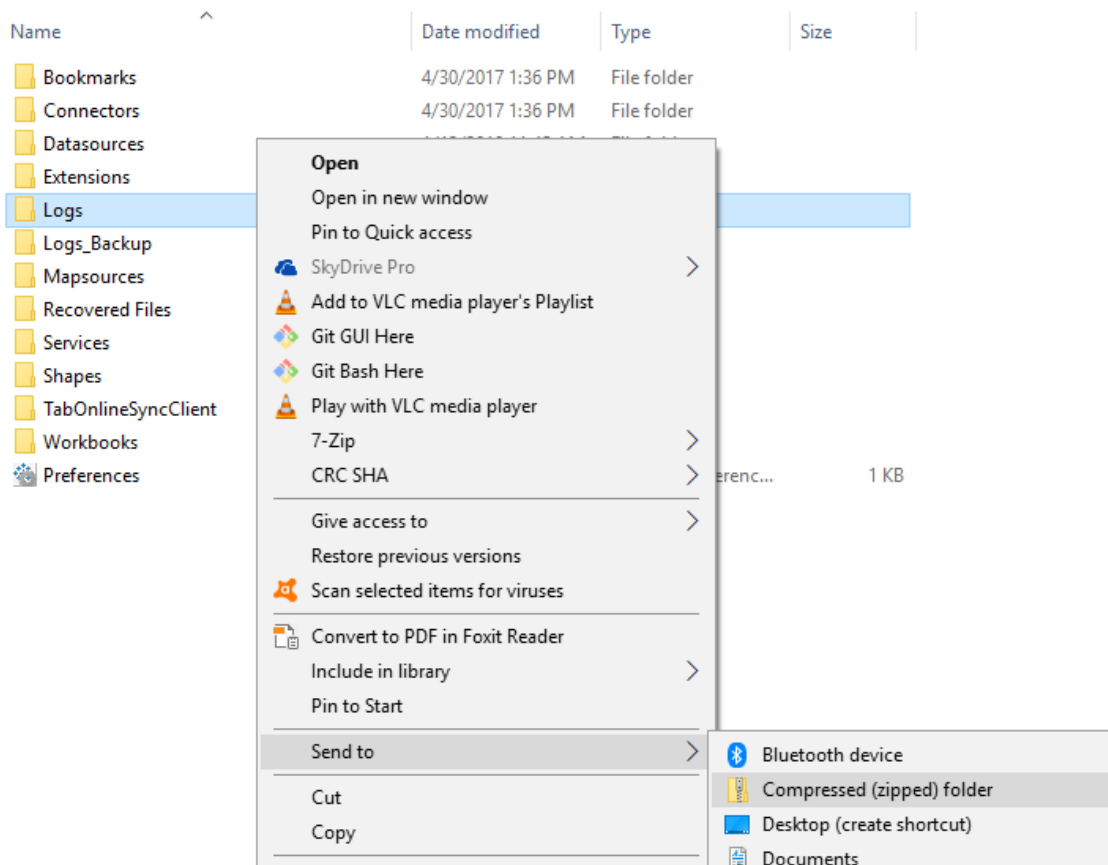 Name Date modified Type Size
Bookmarks 4/30/2017 1:36 PM File folder
Connectors 4/30/2017 1:36 PM File folder
Datasources
Extensions
Logs
Logs_Backup
Mapsources
Recovered Files
Services
Shapes
TabOnlineSyncClient
Workbooks
Preferences erenc... 1 KB
Open
Open in new window
Pin to Quick access
SkyDrive Pro
Add to VLC media player's Playlist
Git GUI Here
Git Bash Here
Play with VLC media player
7-Zip
CRC SHA
Give access to
Restore previous versions
Scan selected items for viruses
Convert to PDF in Foxit Reader
Include in library
Pin to Start
Send to
Cut
Copy
Bluetooth device
Compressed (zipped) folder
Desktop (create shortcut)
Documents